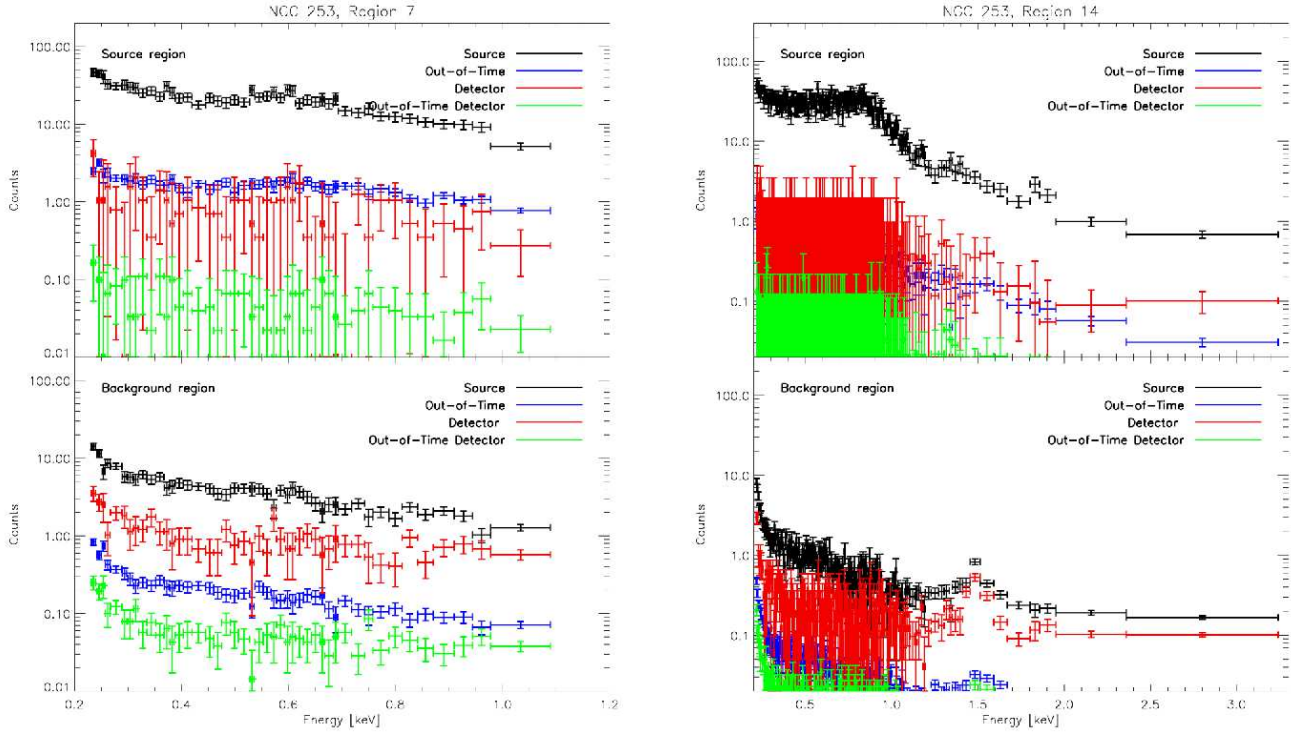 NGC 253, Region 7
Source region
Source
Out-of-Time
Detector
Out-of-Time Detector
100.00
10.00
1.00
0.10
0.01
Counts
Background region
Source
Out-of-Time
Detector
Out-of-Time Detector
100.00
10.00
1.00
0.10
0.01
Counts
0.2 0.4 0.6 0.8 1.0 1.2
Energy [keV]
NGC 253, Region 14
Source region
Source
Out-of-Time
Detector
Out-of-Time Detector
100.0
10.0
1.0
0.1
Counts
Background region
Source
Out-of-Time
Detector
Out-of-Time Detector
100.0
10.0
1.0
0.1
Counts
0.5 1.0 1.5 2.0 2.5 3.0
Energy [keV]